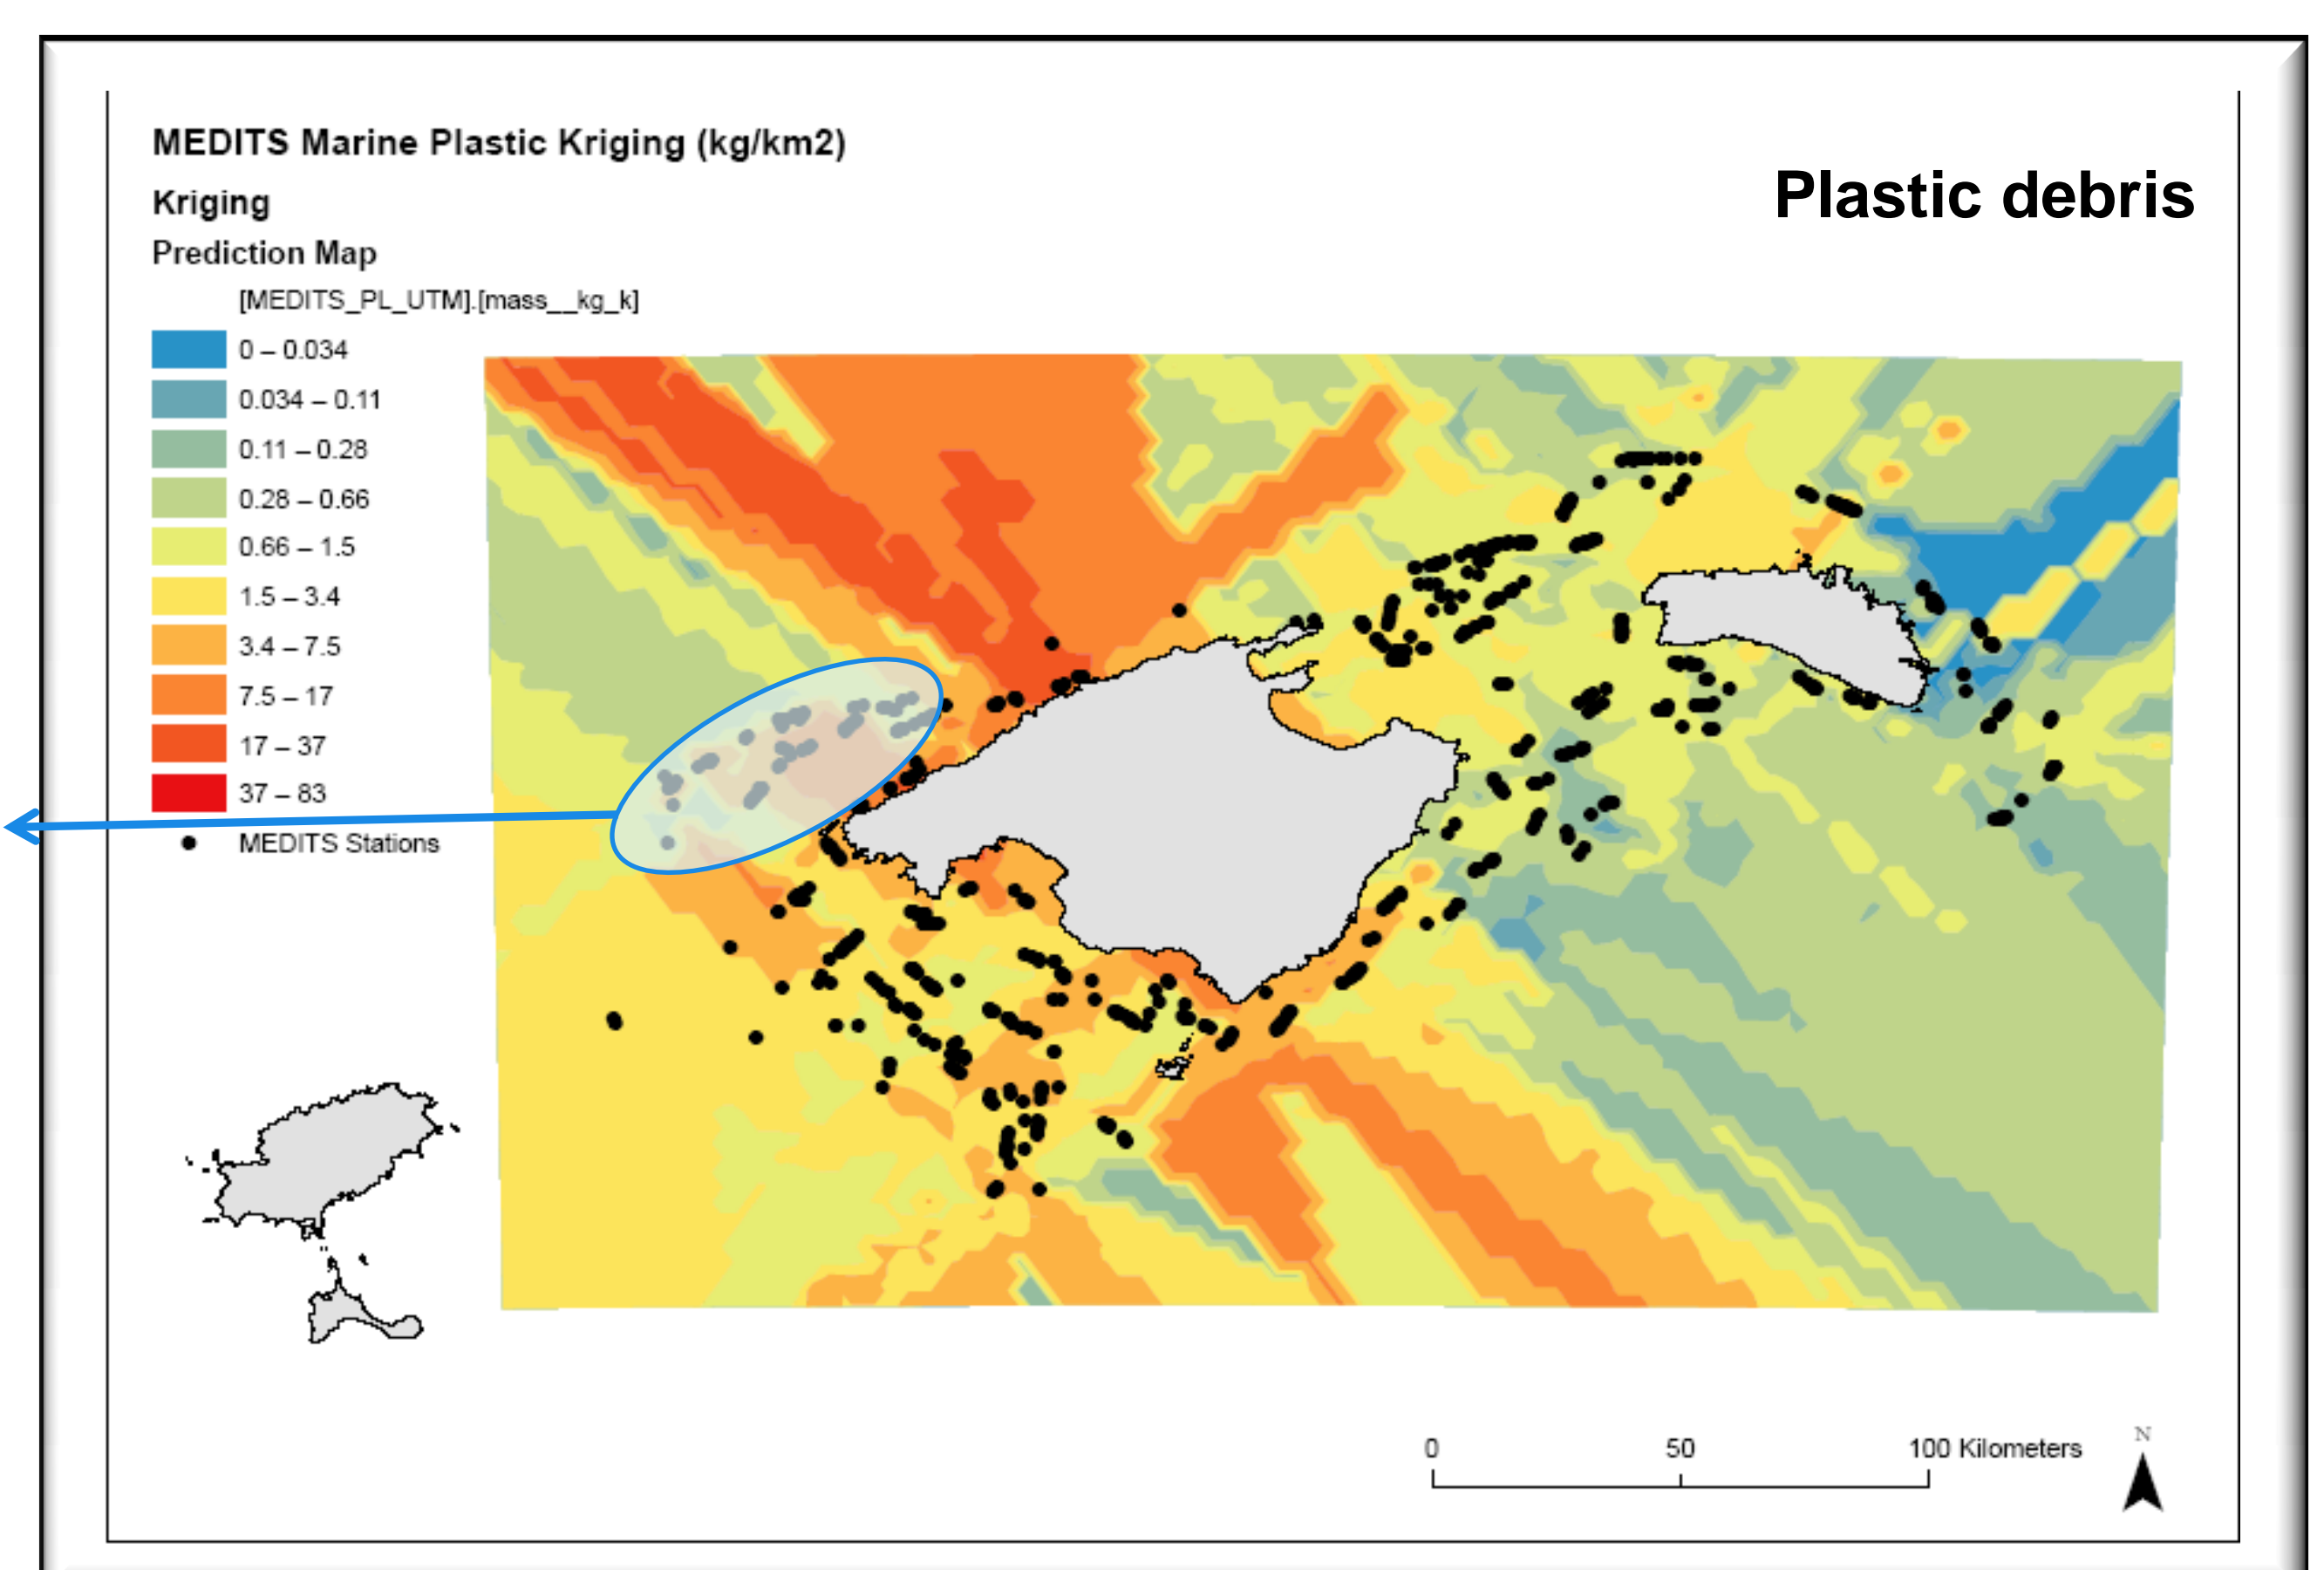 MEDITS Marine Plastic Kriging (kg/km2)
Plastic debris
Kriging
Prediction Map
[MEDITS_PL_UTM].[mass__kg_k]
0 – 0.034
0.034 – 0.11
0.11 – 0.28
0.28 – 0.66
0.66 – 1.5
1.5 – 3.4
3.4 – 7.5
7.5 – 17
17 – 37
37 – 83
MEDITS Stations
0 50 100 Kilometers
N